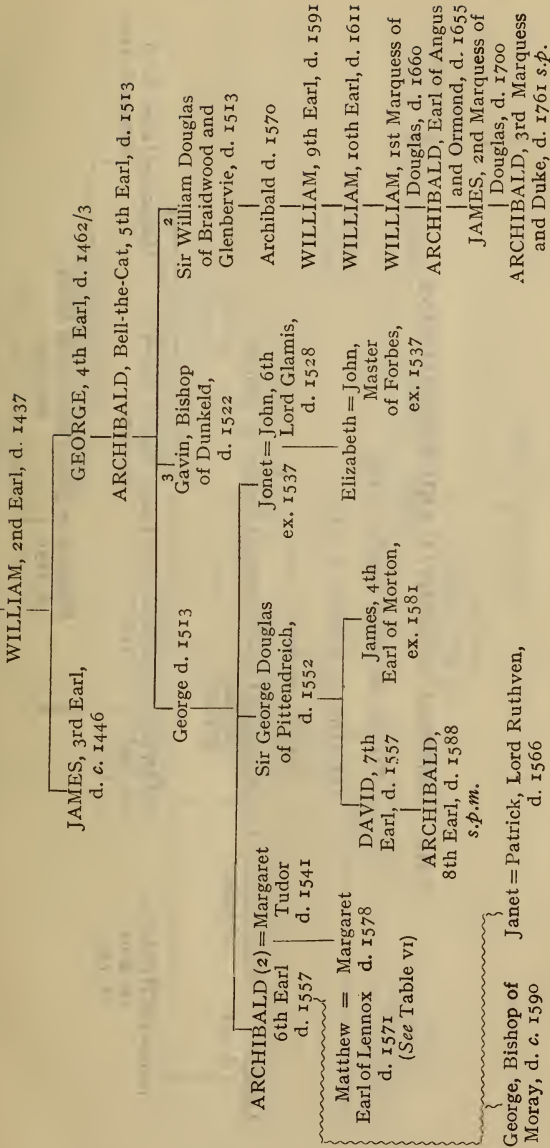 WILLIAM, 2nd Earl, d. 1437
JAMES, 3rd Earl,
d. c. 1446
GEORGE, 4th Earl, d. 1462/3
ARCHIBALD, Bell-the-Cat, 5th Earl, d. 1513
George d. 1513
3
Gavin, Bishop
of Dunkeld,
d. 1522
2
Sir William Douglas
of Braidwood and
Glenbervie, d. 1513
ARCHIBALD (2) = Margaret
6th Earl Tudor
d. 1557 d. 1541
Sir George Douglas
of Pittendreich,
d. 1552
Jonet = John, 6th
ex. 1537 Lord Glamis,
d. 1528
Archibald d. 1570
WILLIAM, 9th Earl, d. 1591
WILLIAM, 10th Earl, d. 1611
WILLIAM, 1st Marquess of
Douglas, d. 1660
ARCHIBALD, Earl of Angus
and Ormond, d. 1655
JAMES, 2nd Marquess of
Douglas, d. 1700
ARCHIBALD, 3rd Marquess
and Duke, d. 1761 s.p.
Matthew = Margaret
Earl of Lennox d. 1578
d. 1571
(See Table VI)
DAVID, 7th
Earl, d. 1557
James, 4th
Earl of Morton,
ex. 1581
Elizabeth = John,
Master
of Forbes,
ex. 1537
ARCHIBALD,
8th Earl, d. 1588
s.p.m.
George, Bishop of
Moray, d. c. 1590
Janet = Patrick, Lord Ruthven,
d. 1566